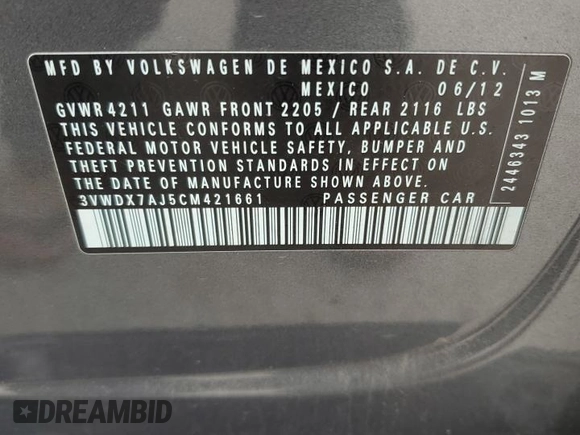 MFD BY VOLKSWAGEN DE MEXICO S.A. DE C.V.
MEXICO 06/12
GVWR 4211 GAWR FRONT 2205 / REAR 2116 LBS
THIS VEHICLE CONFORMS TO ALL APPLICABLE U.S.
FEDERAL MOTOR VEHICLE SAFETY, BUMPER AND
THEFT PREVENTION STANDARDS IN EFFECT ON
THE DATE OF MANUFACTURE SHOWN ABOVE.
3VWDX7AJ5CM421661 PASSENGER CAR
2446343 1013 M
DREAMBID